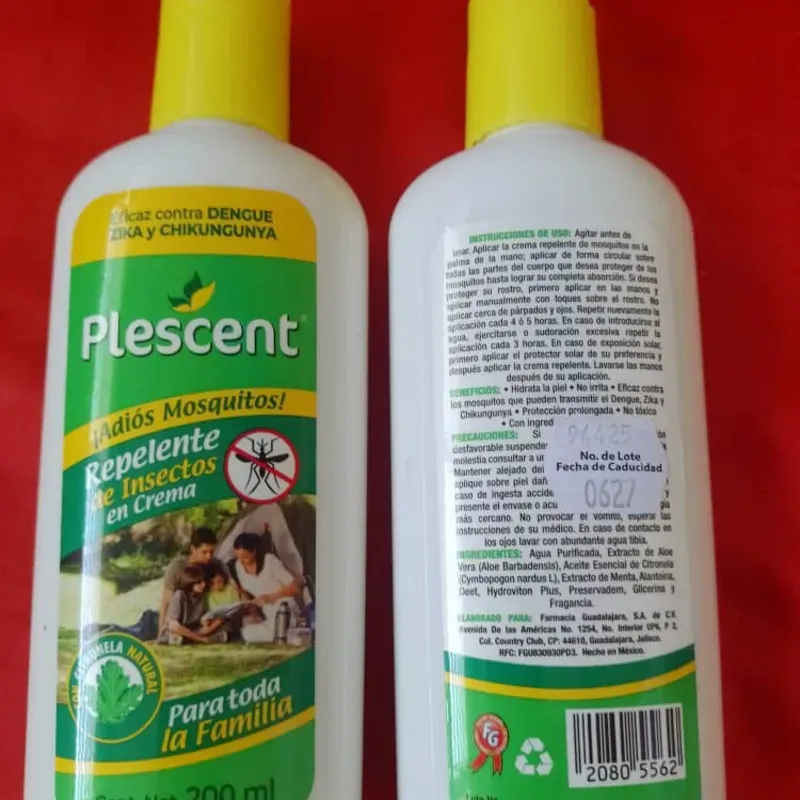 Eficaz contra DENGUE
ZIKA y CHIKUNGUNYA
Plescent
¡Adiós Mosquitos!
Repelente
de Insectos
en Crema
CON CITRONELA NATURAL
Para toda
la Familia
Cont. Net. 200 ml
INSTRUCCIONES DE USO: Agitar antes de
usar. Aplicar la crema repelente de mosquitos en la
palma de la mano; aplicar de forma circular sobre
todas las partes del cuerpo que desea proteger de los
mosquitos hasta lograr su completa absorción. Si desea
proteger su rostro, primero aplicar en las manos y
aplicar manualmente con toques sobre el rostro. No
aplicar cerca de párpados y ojos. Repetir nuevamente la
aplicación cada 4 ó 5 horas. En caso de introducirse al
agua, ejercitarse o sudoración excesiva repetir la
aplicación cada 3 horas. En caso de exposición solar,
primero aplicar el protector solar de su preferencia y
después aplicar la crema repelente. Lavarse las manos
después de su aplicación.
BENEFICIOS: • Hidrata la piel • No irrita • Eficaz contra
los mosquitos que pueden transmitir el Dengue, Zika y
Chikungunya • Protección prolongada • No tóxico
• Con ingred
PRECAUCIONES: Si
desfavorable suspende
molestia consultar a u
Mantener alejado de
aplique sobre piel dañ
caso de ingesta accide
presente el envase o acu
más cercano. No provocar el vomito, esperar las
instrucciones de su médico. En caso de contacto en
los ojos lavar con abundante agua tibia.
No. de Lote
Fecha de Caducidad
0627
INGREDIENTES: Agua Purificada, Extracto de Aloe
Vera (Aloe Barbadensis), Aceite Esencial de Citronela
(Cymbopogon nardus L), Extracto de Menta, Alantoina,
Deet, Hydroviton Plus, Preservadem, Glicerina y
Fragancia.
ELABORADO PARA: Farmacia Guadalajara, S.A. de C.V.
Avenida De las Américas No. 1254, No. Interior UP6, P 2,
Col. Country Club, CP: 44610, Guadalajara, Jalisco.
RFC: FGU830930PD3. Hecho en México.
FG
2080 5562